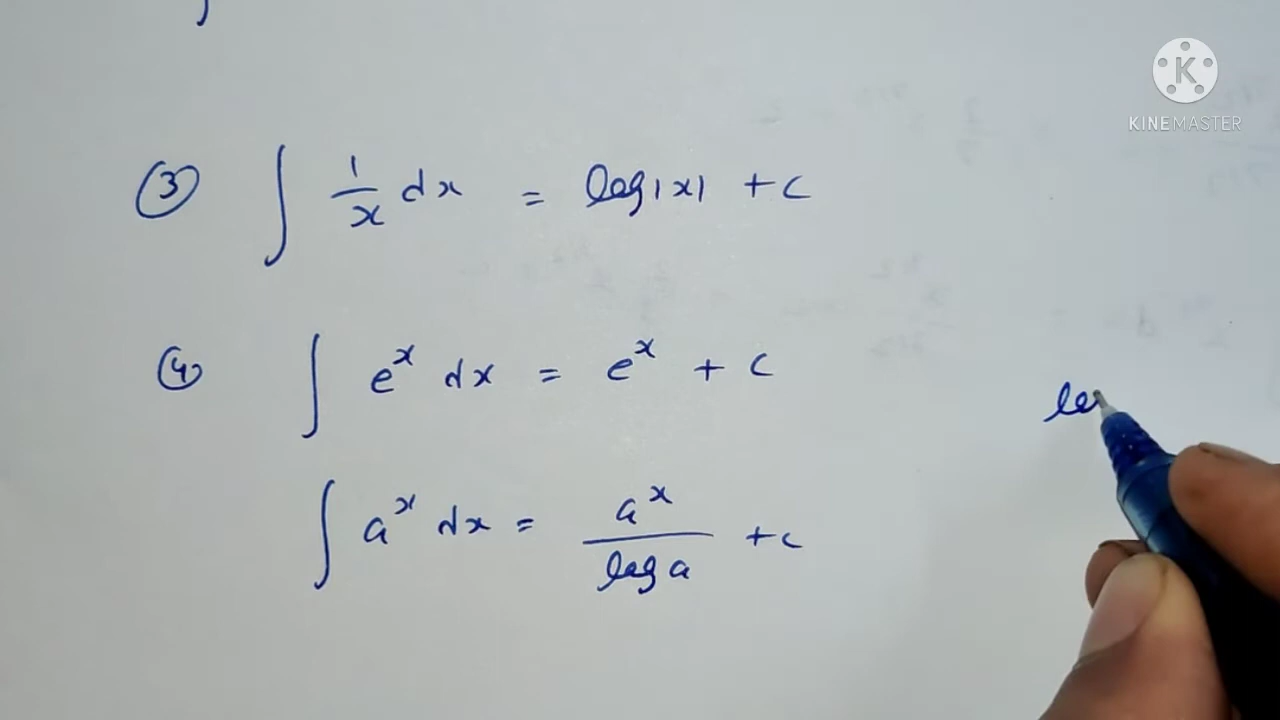 K
KINEMASTER
③ ∫ 1/x dx = log|x| + c
④ ∫ e^x dx = e^x + c
∫ a^x dx = a^x / log a + c